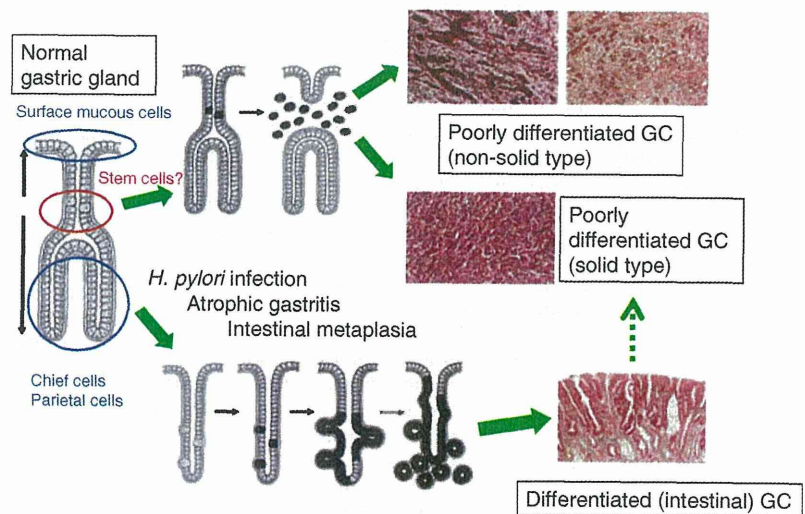 Normal
gastric gland
Surface mucous cells
Stem cells?
Chief cells
Parietal cells
H. pylori infection
Atrophic gastritis
Intestinal metaplasia
Poorly differentiated GC
(non-solid type)
Poorly
differentiated GC
(solid type)
Differentiated (intestinal) GC